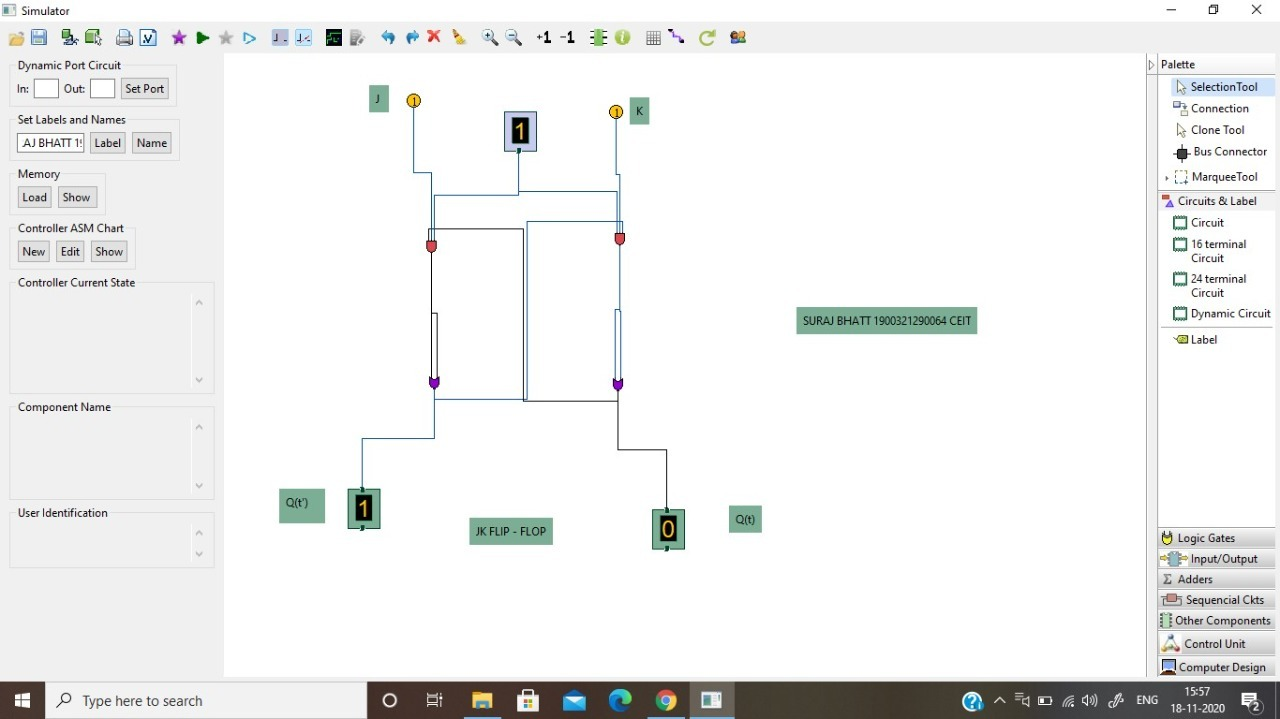 Simulator
+1 -1
Dynamic Port Circuit
In: Out: Set Port
Set Labels and Names
AJ BHATT 1! Label Name
Memory
Load Show
Controller ASM Chart
New Edit Show
Controller Current State
Component Name
User Identification
J
1
1
1
K
SURAJ BHATT 1900321290064 CEIT
Q(t')
1
JK FLIP - FLOP
0
Q(t)
Palette
SelectionTool
Connection
Clone Tool
Bus Connector
MarqueeTool
Circuits & Label
Circuit
16 terminal
Circuit
24 terminal
Circuit
Dynamic Circuit
Label
Logic Gates
Input/Output
Σ Adders
Sequencial Ckts
Other Components
Control Unit
Computer Design
Type here to search
ENG
15:57
18-11-2020
2